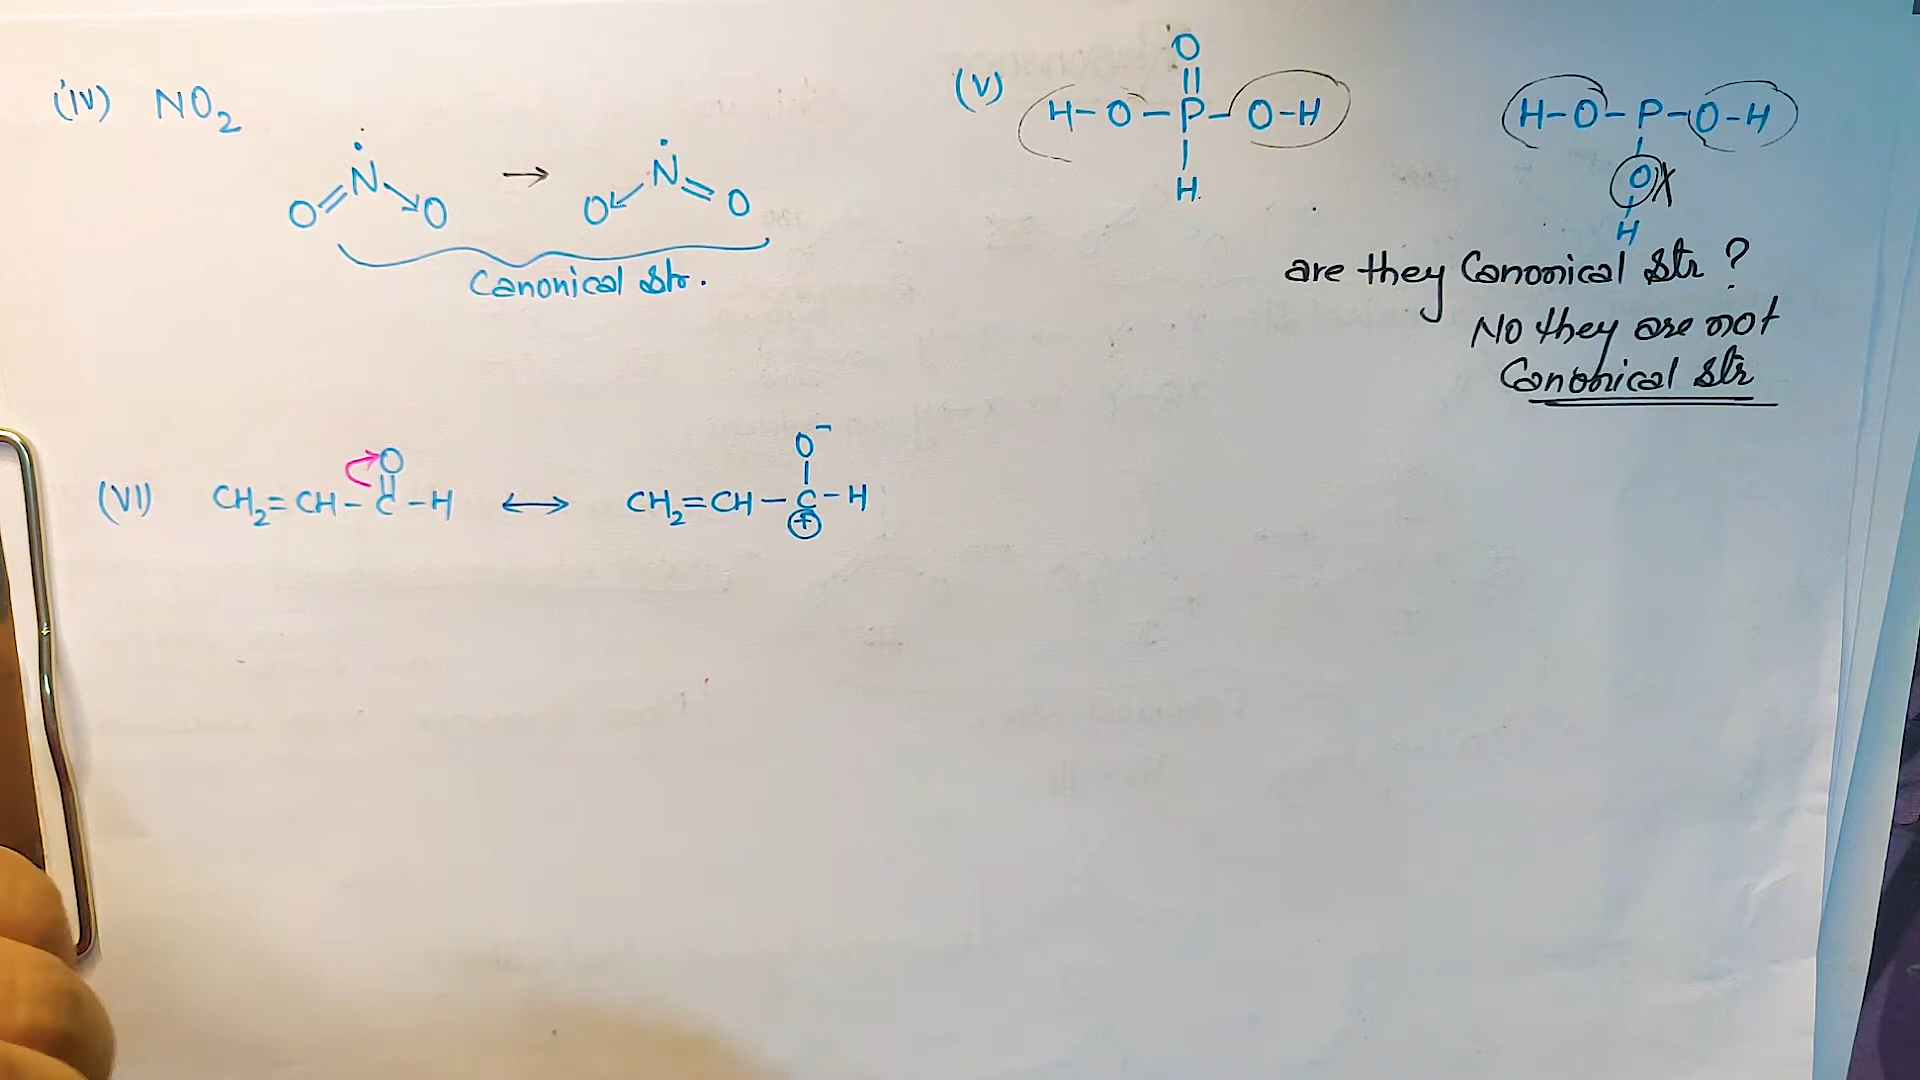 (iv) NO₂
Ṅ
O O
→
Ṅ
O O
Canonical Str.
(V)
O
||
H-O-P-O-H
|
H
H-O-P-O-H
|
O X
|
H
are they Canonical Str ?
No they are not
Canonical Str
(VI)
O
||
CH₂=CH-C-H
↔
O⁻
|
CH₂=CH-C-H
⊕